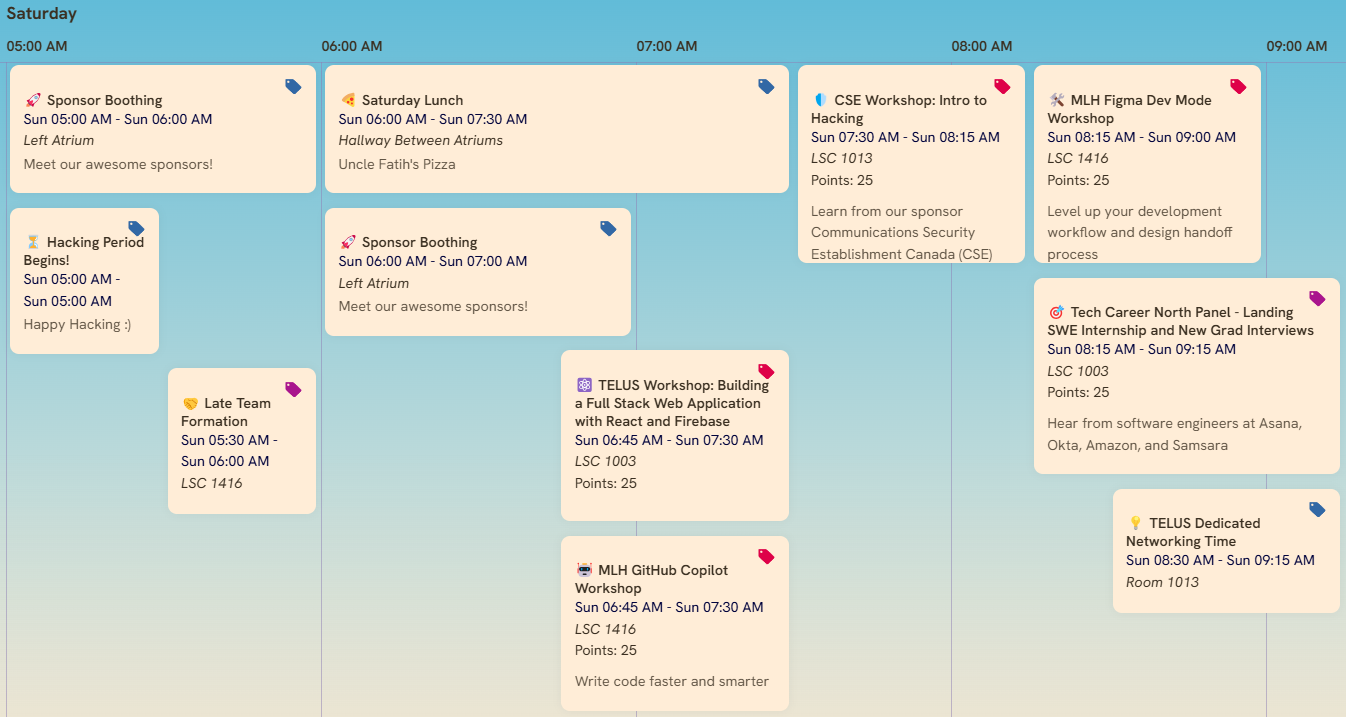 Saturday
05:00 AM
06:00 AM
07:00 AM
08:00 AM
09:00 AM
🚀 Sponsor Boothing
Sun 05:00 AM - Sun 06:00 AM
Left Atrium
Meet our awesome sponsors!
🍕 Saturday Lunch
Sun 06:00 AM - Sun 07:30 AM
Hallway Between Atriums
Uncle Fatih's Pizza
CSE Workshop: Intro to
Hacking
Sun 07:30 AM - Sun 08:15 AM
LSC 1013
Points: 25
Learn from our sponsor
Communications Security
Establishment Canada (CSE)
🛠️ MLH Figma Dev Mode
Workshop
Sun 08:15 AM - Sun 09:00 AM
LSC 1416
Points: 25
Level up your development
workflow and design handoff
process
⏳ Hacking Period
Begins!
Sun 05:00 AM -
Sun 05:00 AM
Happy Hacking :)
🚀 Sponsor Boothing
Sun 06:00 AM - Sun 07:00 AM
Left Atrium
Meet our awesome sponsors!
🎯 Tech Career North Panel - Landing
SWE Internship and New Grad Interviews
Sun 08:15 AM - Sun 09:15 AM
LSC 1003
Points: 25
Hear from software engineers at Asana,
Okta, Amazon, and Samsara
🤝 Late Team
Formation
Sun 05:30 AM -
Sun 06:00 AM
LSC 1416
⚛️ TELUS Workshop: Building
a Full Stack Web Application
with React and Firebase
Sun 06:45 AM - Sun 07:30 AM
LSC 1003
Points: 25
💡 TELUS Dedicated
Networking Time
Sun 08:30 AM - Sun 09:15 AM
Room 1013
🤖 MLH GitHub Copilot
Workshop
Sun 06:45 AM - Sun 07:30 AM
LSC 1416
Points: 25
Write code faster and smarter